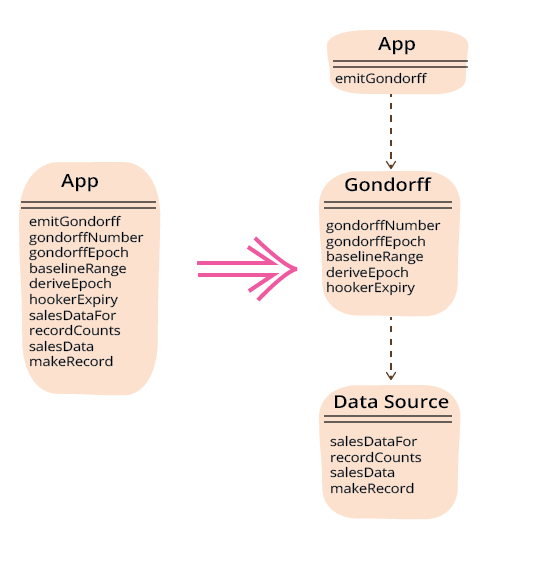 App
emitGondorff
gondorffNumber
gondorffEpoch
baselineRange
deriveEpoch
hookerExpiry
salesDataFor
recordCounts
salesData
makeRecord
App
emitGondorff
Gondorff
gondorffNumber
gondorffEpoch
baselineRange
deriveEpoch
hookerExpiry
Data Source
salesDataFor
recordCounts
salesData
makeRecord